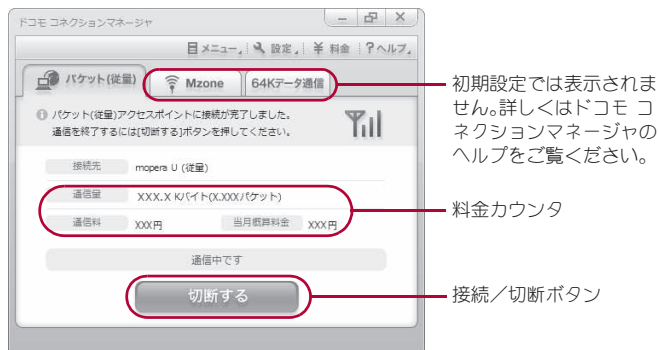 ドコモ コネクションマネージャ
メニュー 設定 料金 ?ヘルプ
パケット(従量) Mzone 64Kデータ通信
パケット(従量)アクセスポイントに接続が完了しました。
通信を終了するには[切断する]ボタンを押してください。
接続先 mopera U (従量)
通信量 XXX.X Kバイト(X,XXXパケット)
通信料 XXX円 当月概算料金 XXX円
通信中です
切断する
初期設定では表示されま
せん。詳しくはドコモ コ
ネクションマネージャの
ヘルプをご覧ください。
料金カウンタ
接続／切断ボタン